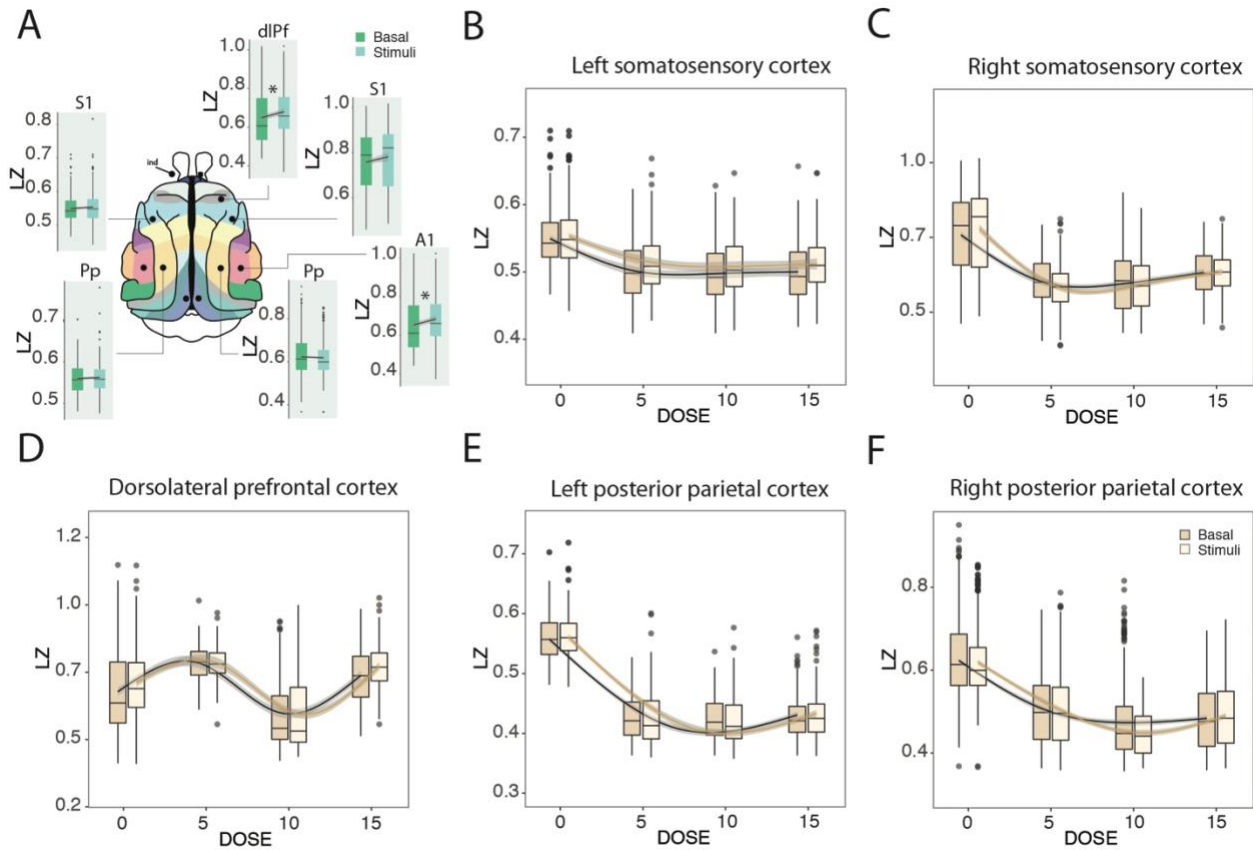 A
dlPf
Basal
Stimuli
LZ
1.0
0.8
0.6
0.4
*
S1
LZ
0.8
0.7
0.6
0.5
S1
LZ
1.0
0.8
0.6
ind
Pp
LZ
0.7
0.6
0.5
Pp
LZ
0.8
0.6
0.4
A1
LZ
1.0
0.8
0.6
0.4
*
B
Left somatosensory cortex
LZ
0.7
0.6
0.5
0.4
0 5 10 15
DOSE
C
Right somatosensory cortex
LZ
1.0
0.7
0.5
0 5 10 15
DOSE
D
Dorsolateral prefrontal cortex
LZ
1.2
1.0
0.7
0.5
0.2
0 5 10 15
DOSE
E
Left posterior parietal cortex
LZ
0.7
0.6
0.5
0.4
0.3
0 5 10 15
DOSE
F
Right posterior parietal cortex
Basal
Stimuli
LZ
0.8
0.6
0.4
0 5 10 15
DOSE